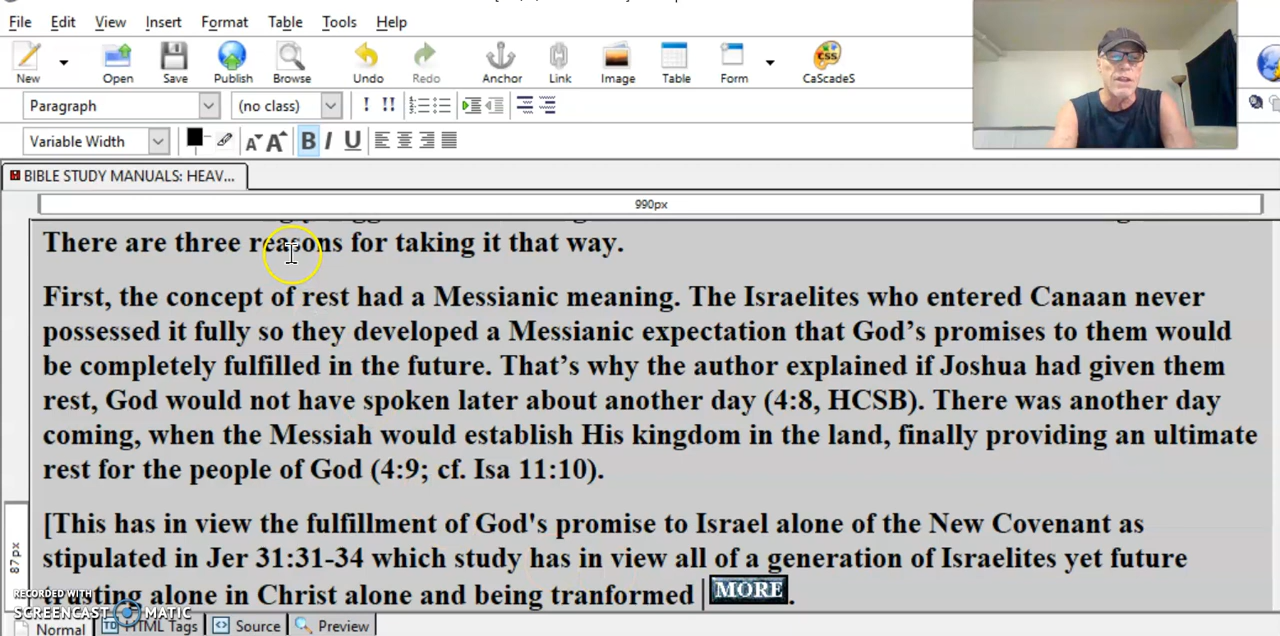 File Edit View Insert Format Table Tools Help
New Open Save Publish Browse Undo Redo Anchor Link Image Table Form CaScadeS
Paragraph (no class) ! !!
Variable Width A A B I U
BIBLE STUDY MANUALS: HEAV...
990px
There are three reasons for taking it that way.
First, the concept of rest had a Messianic meaning. The Israelites who entered Canaan never
possessed it fully so they developed a Messianic expectation that God’s promises to them would
be completely fulfilled in the future. That’s why the author explained if Joshua had given them
rest, God would not have spoken later about another day (4:8, HCSB). There was another day
coming, when the Messiah would establish His kingdom in the land, finally providing an ultimate
rest for the people of God (4:9; cf. Isa 11:10).
[This has in view the fulfillment of God's promise to Israel alone of the New Covenant as
stipulated in Jer 31:31-34 which study has in view all of a generation of Israelites yet future
trusting alone in Christ alone and being tranformed MORE.
87px
RECORDED WITH
SCREENCAST MATIC
Normal HTML Tags Source Preview